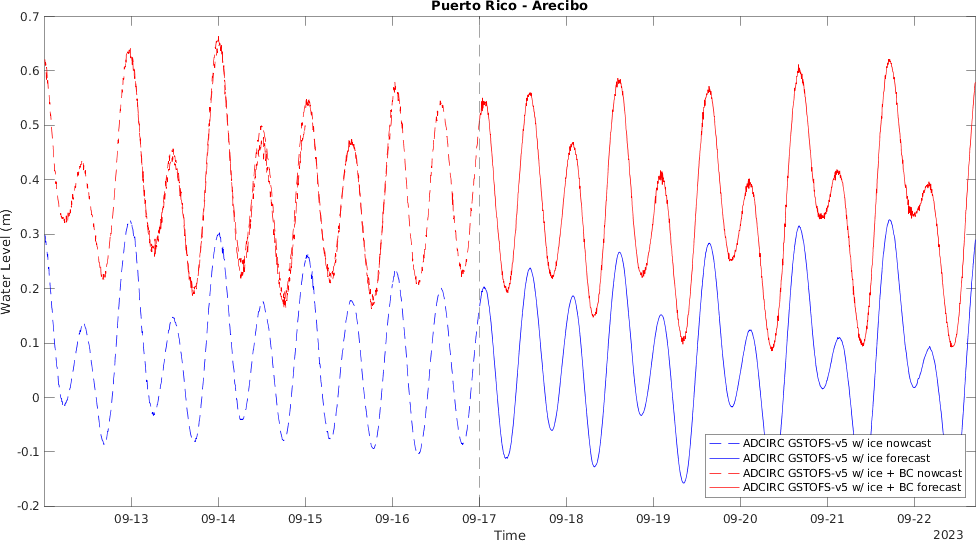 Puerto Rico - Arecibo
0.7
0.6
0.5
0.4
0.3
0.2
0.1
0
-0.1
-0.2
Water Level (m)
ADCIRC GSTOFS-v5 w/ ice nowcast
ADCIRC GSTOFS-v5 w/ ice forecast
ADCIRC GSTOFS-v5 w/ ice + BC nowcast
ADCIRC GSTOFS-v5 w/ ice + BC forecast
09-13 09-14 09-15 09-16 09-17 09-18 09-19 09-20 09-21 09-22
Time
2023